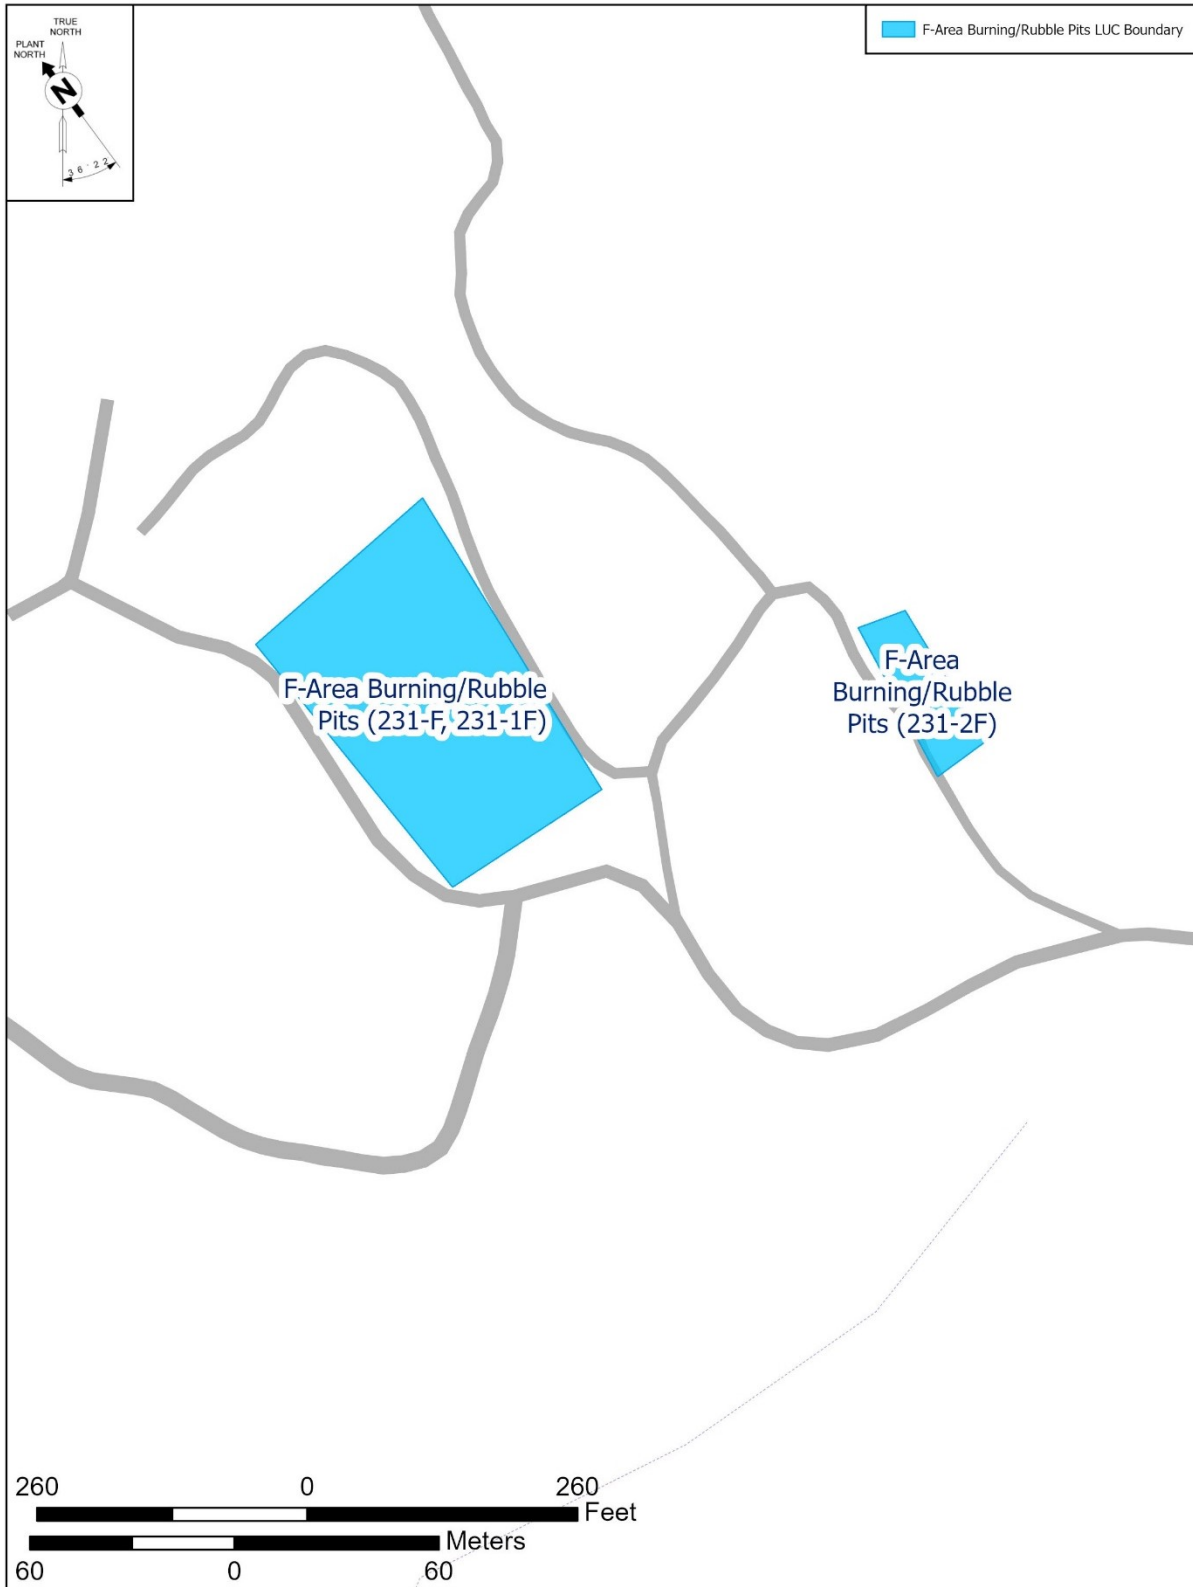 TRUE
NORTH
PLANT
NORTH
N
36°22'
F-Area Burning/Rubble Pits LUC Boundary
F-Area Burning/Rubble
Pits (231-F, 231-1F)
F-Area
Burning/Rubble
Pits (231-2F)
260 0 260
Feet
Meters
60 0 60